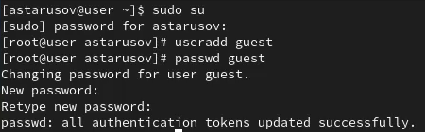 [astarusov@user ~]$ sudo su
[sudo] password for astarusov:
[root@user astarusov]# useradd guest
[root@user astarusov]# passwd guest
Changing password for user guest.
New password:
Retype new password:
passwd: all authentication tokens updated successfully.